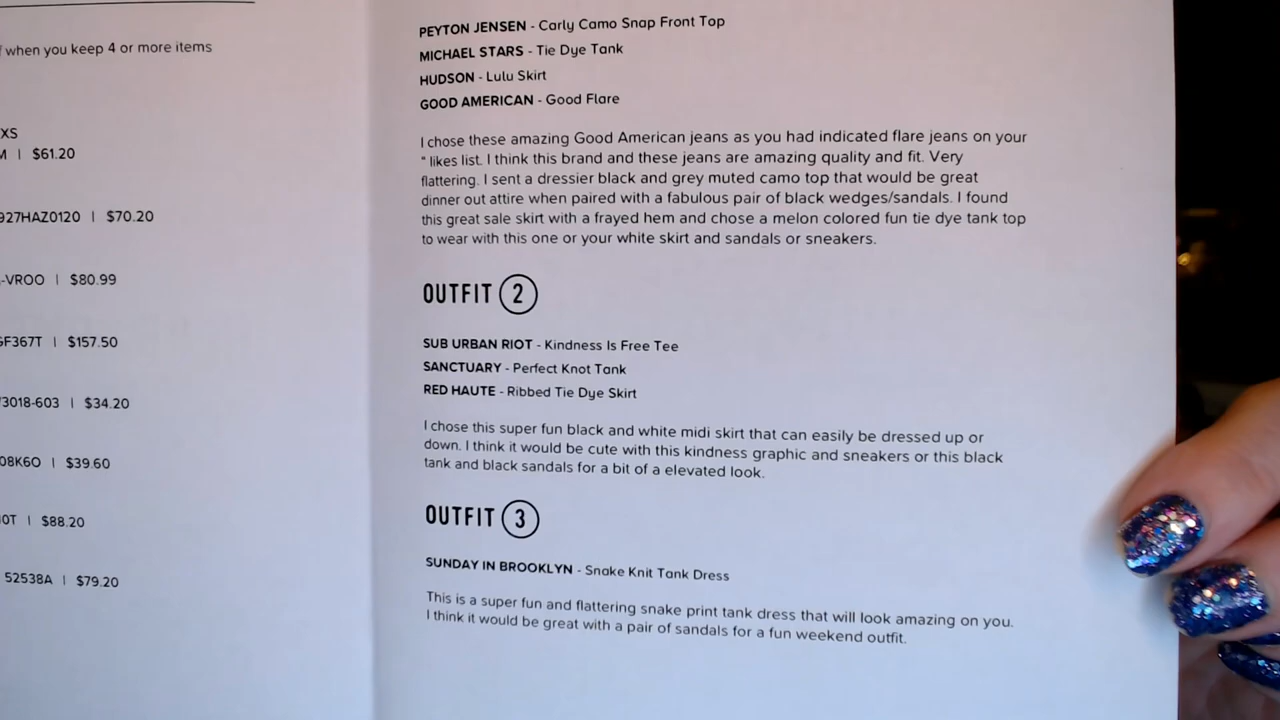 f when you keep 4 or more items
XS
M | $61.20
927HAZ0120 | $70.20
-VROO | $80.99
GF367T | $157.50
73018-603 | $34.20
08K6O | $39.60
0T | $88.20
52538A | $79.20
PEYTON JENSEN - Carly Camo Snap Front Top
MICHAEL STARS - Tie Dye Tank
HUDSON - Lulu Skirt
GOOD AMERICAN - Good Flare
I chose these amazing Good American jeans as you had indicated flare jeans on your
" likes list. I think this brand and these jeans are amazing quality and fit. Very
flattering. I sent a dressier black and grey muted camo top that would be great
dinner out attire when paired with a fabulous pair of black wedges/sandals. I found
this great sale skirt with a frayed hem and chose a melon colored fun tie dye tank top
to wear with this one or your white skirt and sandals or sneakers.
OUTFIT 2
SUB URBAN RIOT - Kindness Is Free Tee
SANCTUARY - Perfect Knot Tank
RED HAUTE - Ribbed Tie Dye Skirt
I chose this super fun black and white midi skirt that can easily be dressed up or
down. I think it would be cute with this kindness graphic and sneakers or this black
tank and black sandals for a bit of a elevated look.
OUTFIT 3
SUNDAY IN BROOKLYN - Snake Knit Tank Dress
This is a super fun and flattering snake print tank dress that will look amazing on you.
I think it would be great with a pair of sandals for a fun weekend outfit.